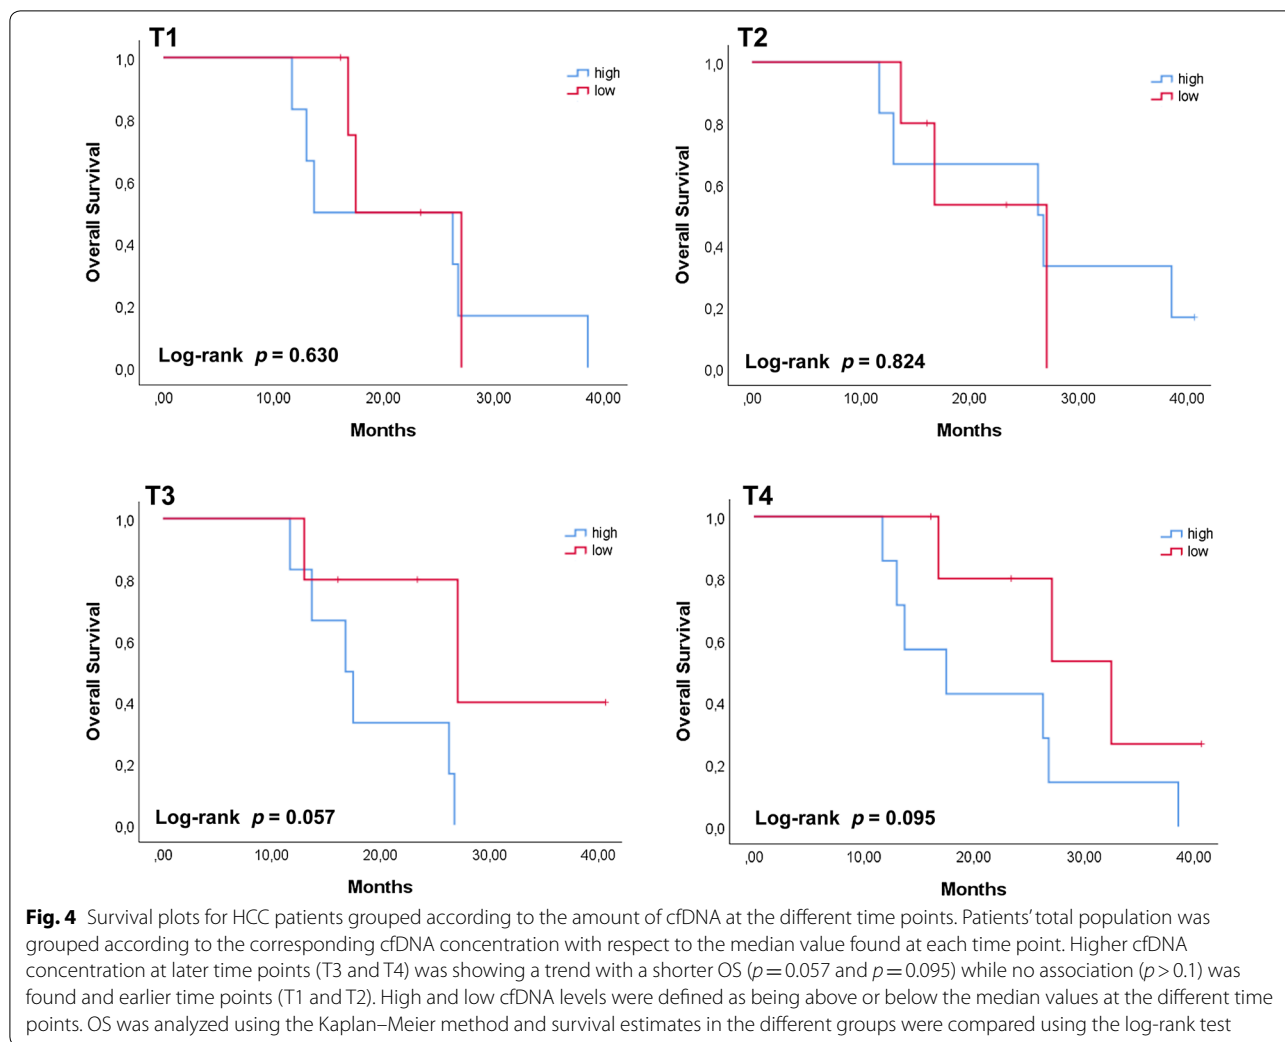 T1
1,0
0,8
0,6
0,4
0,2
0,0
Overall Survival
high
low
Log-rank p = 0.630
,00 10,00 20,00 30,00 40,00
Months
T2
1,0
0,8
0,6
0,4
0,2
0,0
Overall Survival
high
low
Log-rank p = 0.824
,00 10,00 20,00 30,00 40,00
Months
T3
1,0
0,8
0,6
0,4
0,2
0,0
Overall Survival
high
low
Log-rank p = 0.057
,00 10,00 20,00 30,00 40,00
Months
T4
1,0
0,8
0,6
0,4
0,2
0,0
Overall Survival
high
low
Log-rank p = 0.095
,00 10,00 20,00 30,00 40,00
Months
Fig. 4 Survival plots for HCC patients grouped according to the amount of cfDNA at the different time points. Patients’ total population was
grouped according to the corresponding cfDNA concentration with respect to the median value found at each time point. Higher cfDNA
concentration at later time points (T3 and T4) was showing a trend with a shorter OS (p = 0.057 and p = 0.095) while no association (p > 0.1) was
found and earlier time points (T1 and T2). High and low cfDNA levels were defined as being above or below the median values at the different time
points. OS was analyzed using the Kaplan–Meier method and survival estimates in the different groups were compared using the log-rank test